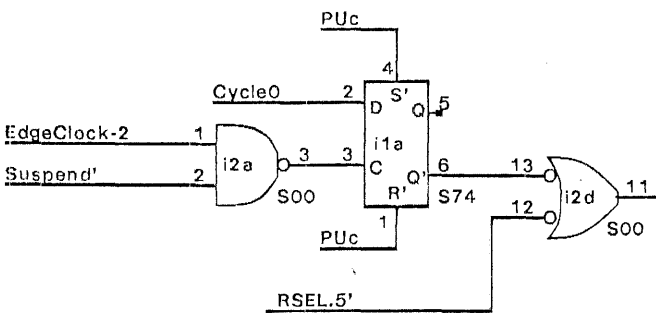 PUc
4
Cycle0 2 S' 5
D Q
EdgeClock-2 1 i1a
i2a 3 3 C Q' 6 13
Suspend' 2 R' i2d 11
S00 S74 12 S00
1
PUc
RSEL.5'